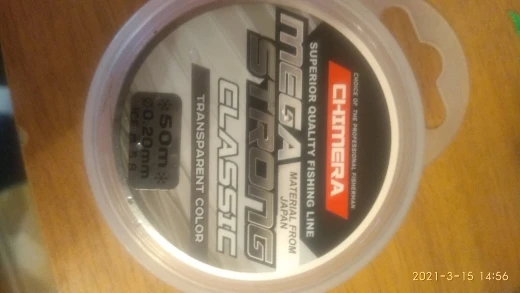 CHOICE OF THE PROFESSIONAL FISHERMAN
CHIMERA
SUPERIOR QUALITY FISHING LINE
MEGA
STRONG
CLASSIC
MATERIAL FROM
JAPAN
TRANSPARENT COLOR
50m
0.20mm
2021-3-15 14:56